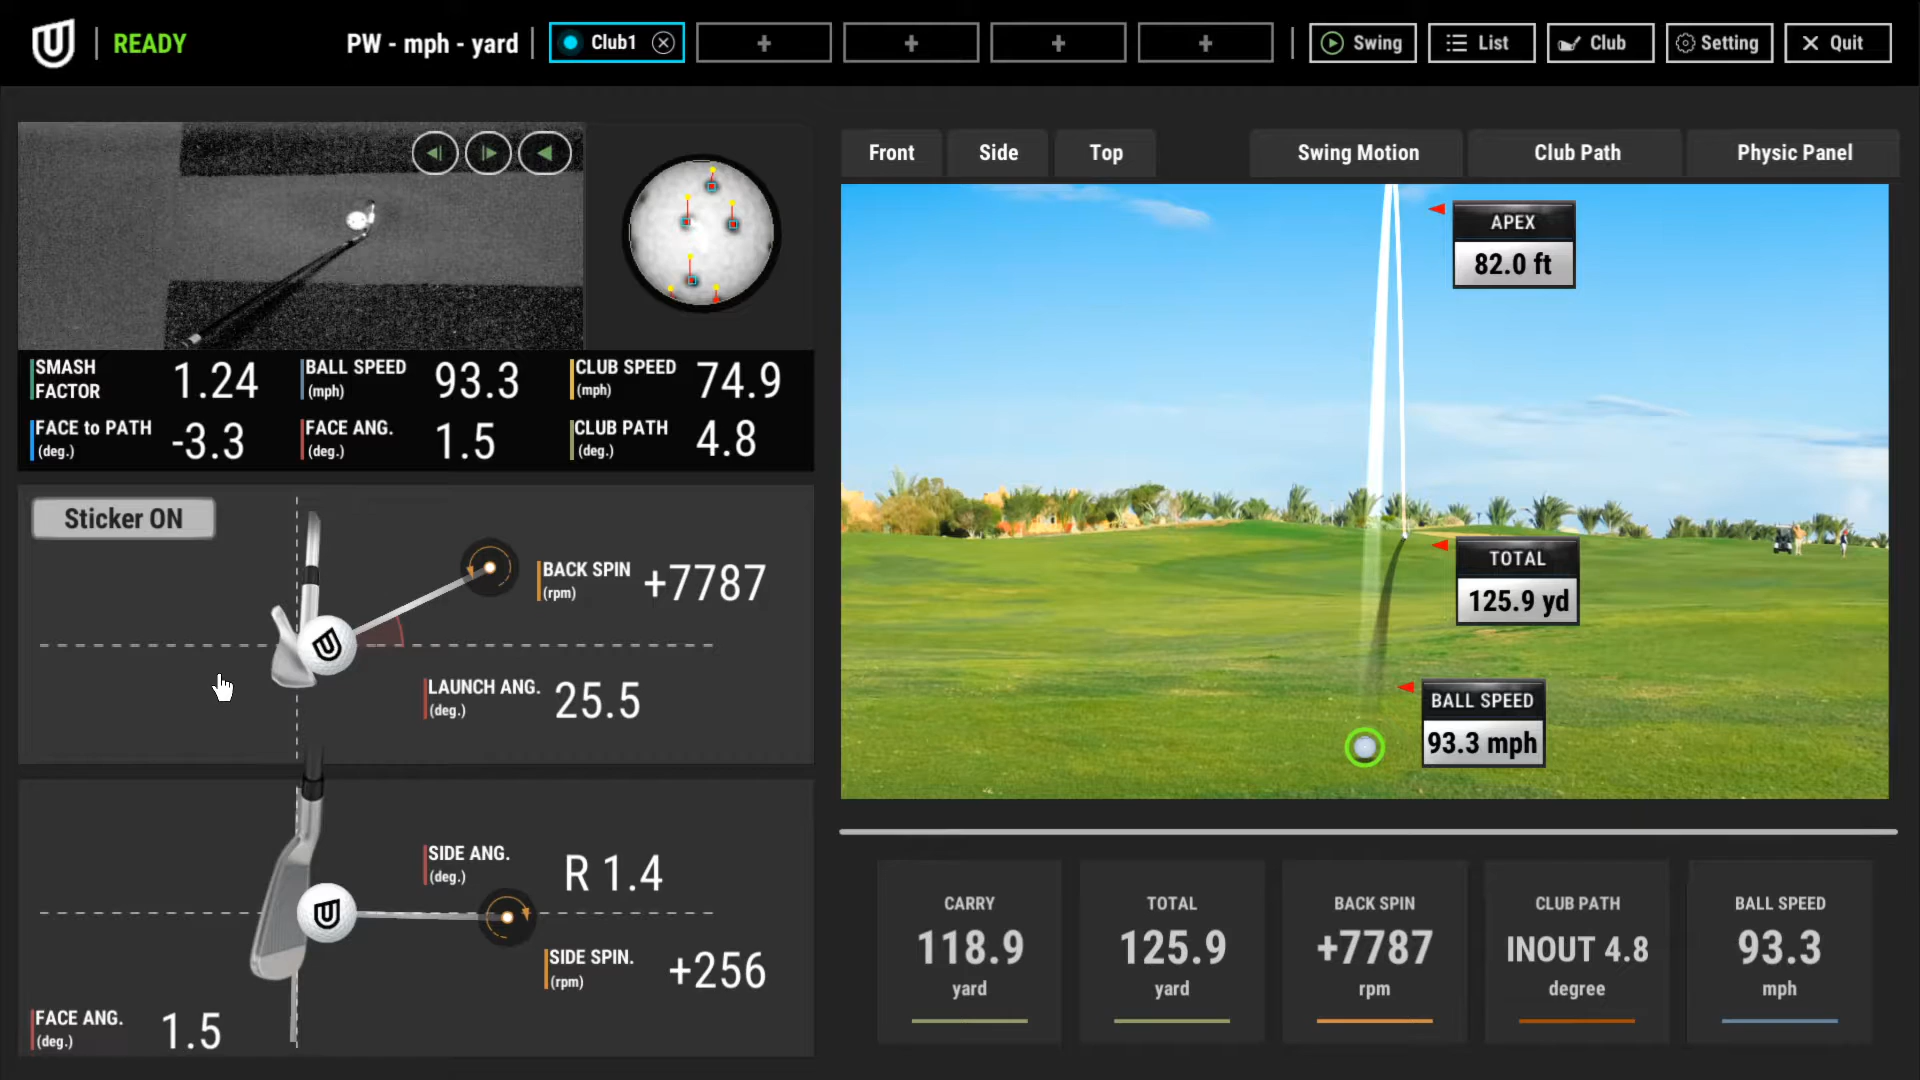 READY
PW - mph - yard
Club1
Swing
List
Club
Setting
Quit
SMASH
FACTOR
1.24
BALL SPEED
(mph)
93.3
CLUB SPEED
(mph)
74.9
FACE to PATH
(deg.)
-3.3
FACE ANG.
(deg.)
1.5
CLUB PATH
(deg.)
4.8
Sticker ON
BACK SPIN
(rpm)
+7787
LAUNCH ANG.
(deg.)
25.5
SIDE ANG.
(deg.)
R 1.4
SIDE SPIN.
(rpm)
+256
FACE ANG.
(deg.)
1.5
Front
Side
Top
Swing Motion
Club Path
Physic Panel
APEX
82.0 ft
TOTAL
125.9 yd
BALL SPEED
93.3 mph
CARRY
118.9
yard
TOTAL
125.9
yard
BACK SPIN
+7787
rpm
CLUB PATH
INOUT 4.8
degree
BALL SPEED
93.3
mph